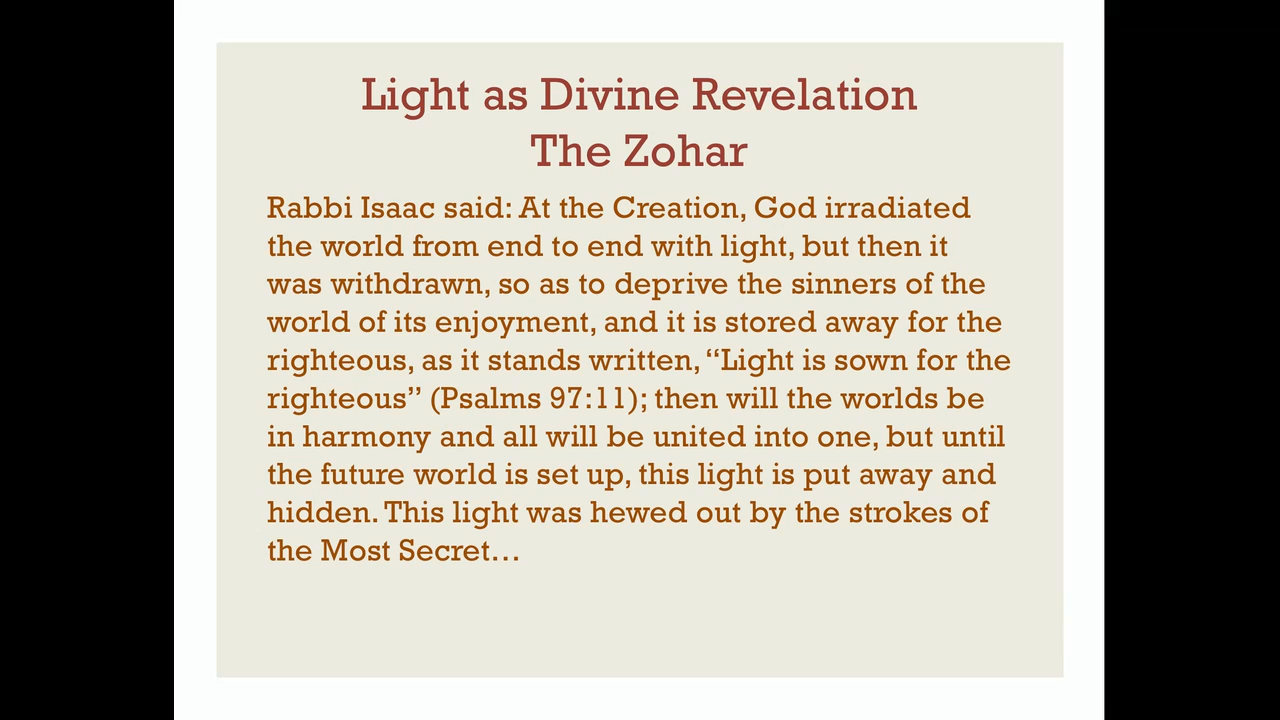 Light as Divine Revelation
The Zohar
Rabbi Isaac said: At the Creation, God irradiated
the world from end to end with light, but then it
was withdrawn, so as to deprive the sinners of the
world of its enjoyment, and it is stored away for the
righteous, as it stands written, “Light is sown for the
righteous” (Psalms 97:11); then will the worlds be
in harmony and all will be united into one, but until
the future world is set up, this light is put away and
hidden. This light was hewed out by the strokes of
the Most Secret…